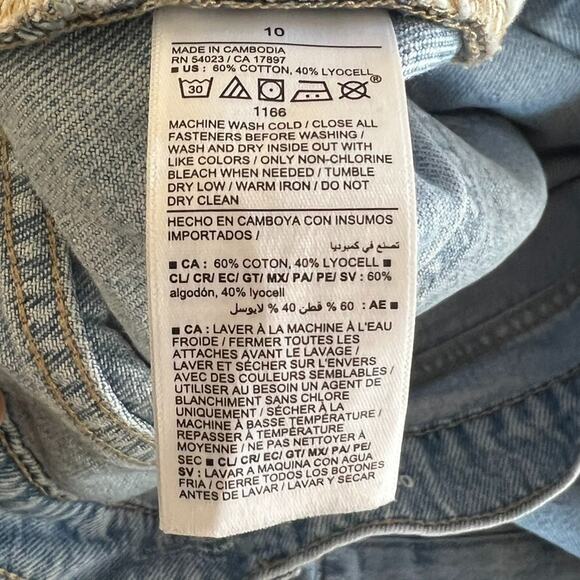 10
MADE IN CAMBODIA
RN 54023 / CA 17897
■ US : 60% COTTON, 40% LYOCELL
30
®
1166
MACHINE WASH COLD / CLOSE ALL
FASTENERS BEFORE WASHING /
WASH AND DRY INSIDE OUT WITH
LIKE COLORS / ONLY NON-CHLORINE
BLEACH WHEN NEEDED / TUMBLE
DRY LOW / WARM IRON / DO NOT
DRY CLEAN
HECHO EN CAMBOYA CON INSUMOS
IMPORTADOS /
تصنع في كمبوديا
■ CA : 60% COTON, 40% LYOCELL ■
CL/ CR/ EC/ GT/ MX/ PA/ PE/ SV : 60%
algodón, 40% lyocell
■ AE : 60 % قطن 40 % لايوسل
■ CA : LAVER À LA MACHINE À L'EAU
FROIDE / FERMER TOUTES LES
ATTACHES AVANT LE LAVAGE /
LAVER ET SÉCHER SUR L'ENVERS
AVEC DES COULEURS SEMBLABLES /
UTILISER AU BESOIN UN AGENT DE
BLANCHIMENT SANS CHLORE
UNIQUEMENT / SÉCHER À LA
MACHINE À BASSE TEMPÉRATURE /
REPASSER À TEMPÉRATURE
MOYENNE / NE PAS NETTOYER À
SEC ■ CL/ CR/ EC/ GT/ MX/ PA/ PE/
SV : LAVAR A MAQUINA CON AGUA
FRIA / CIERRE TODOS LOS BOTONES
ANTES DE LAVAR / LAVAR Y SECAR